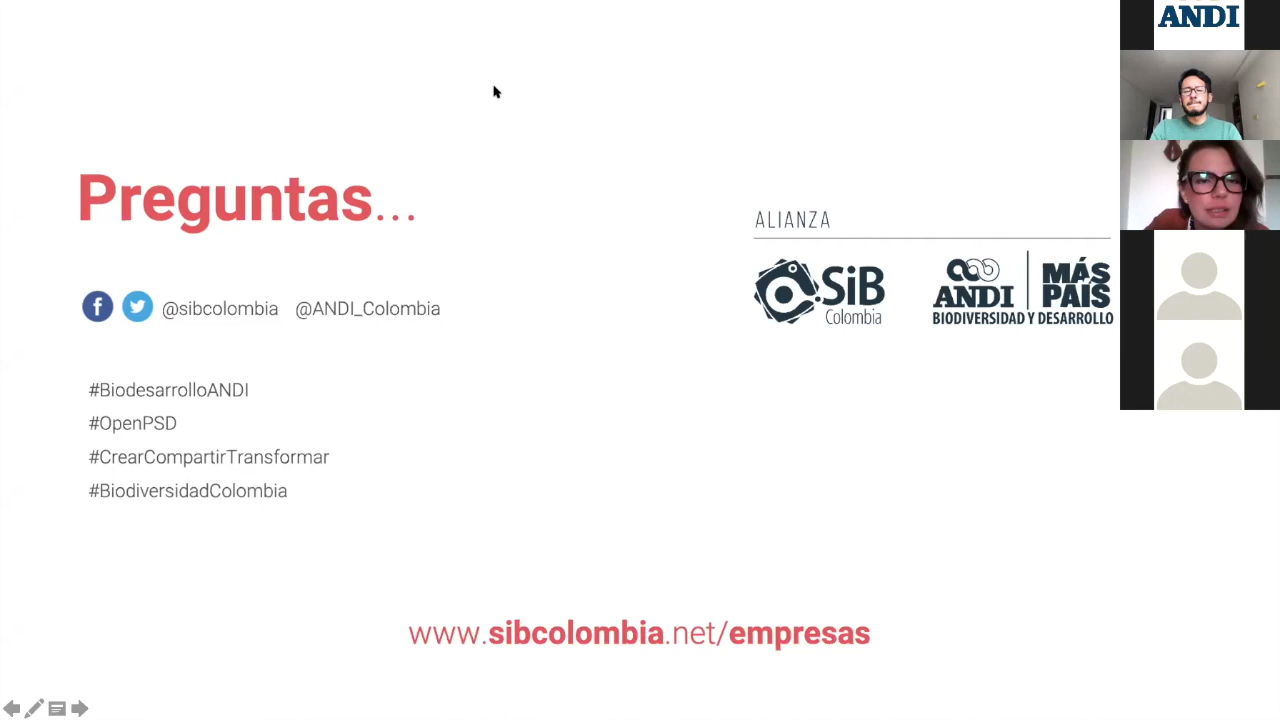 ANDI
Preguntas...
ALIANZA
SiB
Colombia
ANDI
MÁS
PAÍS
BIODIVERSIDAD Y DESARROLLO
@sibcolombia @ANDI_Colombia
#BiodesarrolloANDI
#OpenPSD
#CrearCompartirTransformar
#BiodiversidadColombia
www.sibcolombia.net/empresas